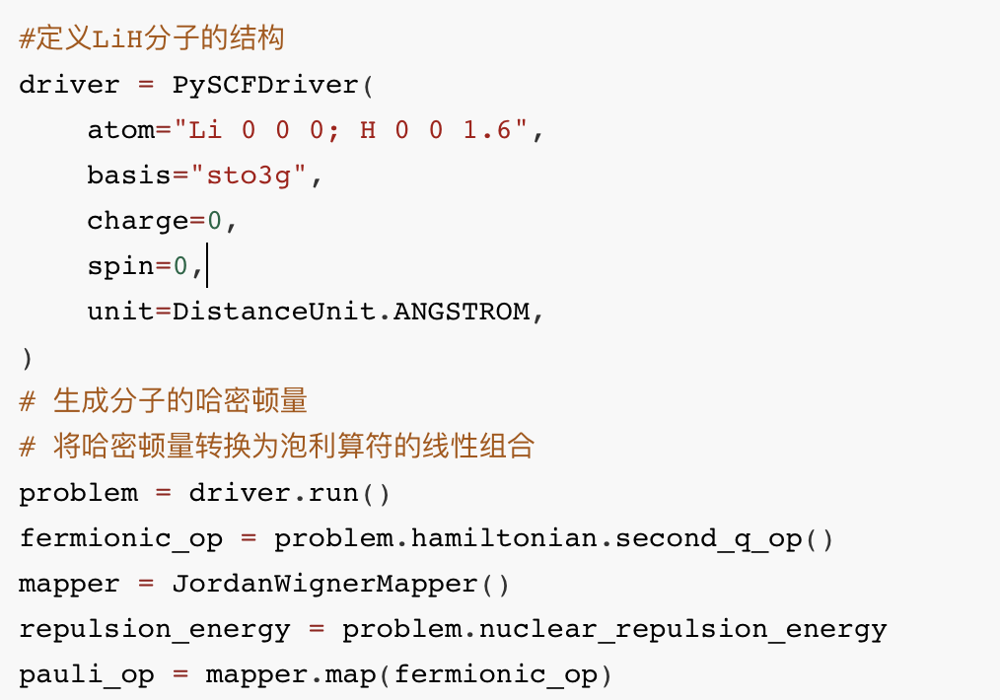 #定义LiH分子的结构
driver = PySCFDriver(
    atom="Li 0 0 0; H 0 0 1.6",
    basis="sto3g",
    charge=0,
    spin=0,
    unit=DistanceUnit.ANGSTROM,
)
# 生成分子的哈密顿量
# 将哈密顿量转换为泡利算符的线性组合
problem = driver.run()
fermionic_op = problem.hamiltonian.second_q_op()
mapper = JordanWignerMapper()
repulsion_energy = problem.nuclear_repulsion_energy
pauli_op = mapper.map(fermionic_op)